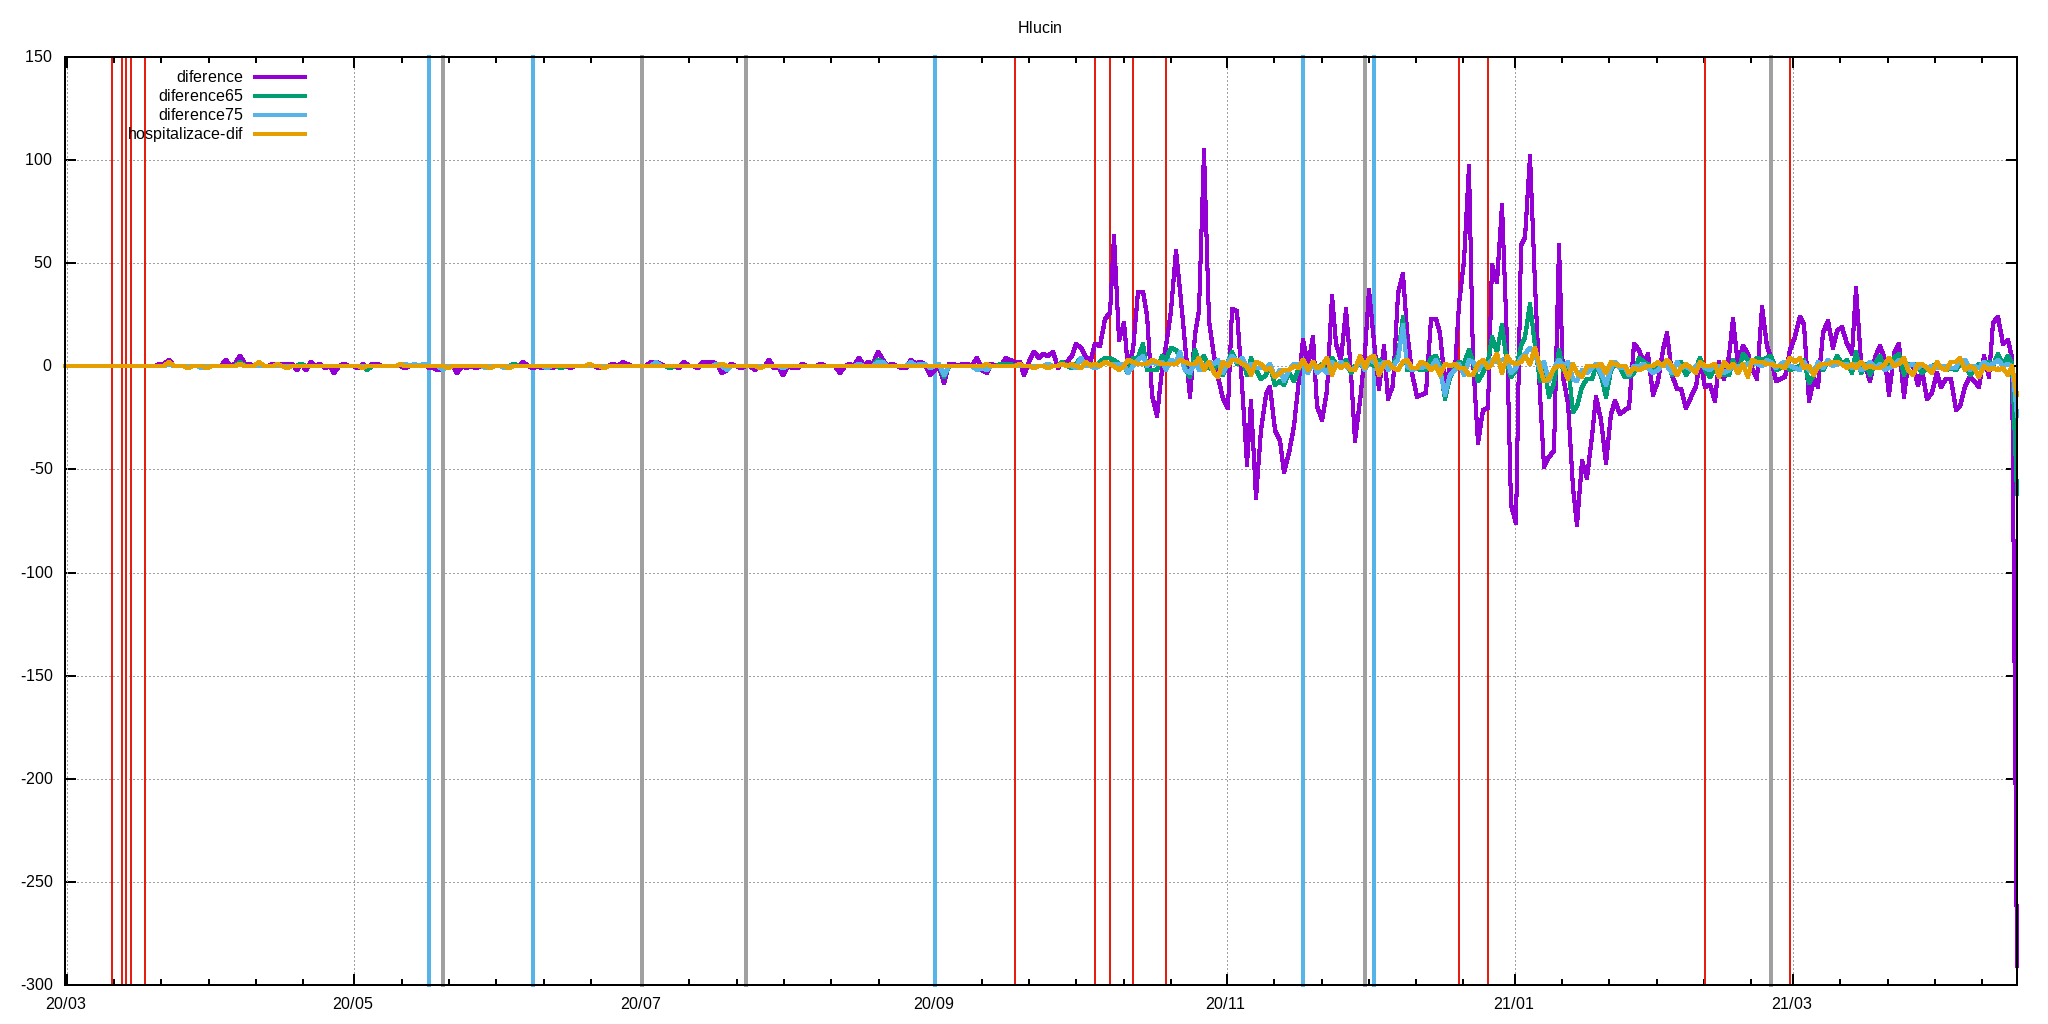 Hlucin
150
diference
diference65
diference75
hospitalizace-dif
100
50
0
-50
-100
-150
-200
-250
-300
20/03 20/05 20/07 20/09 20/11 21/01 21/03